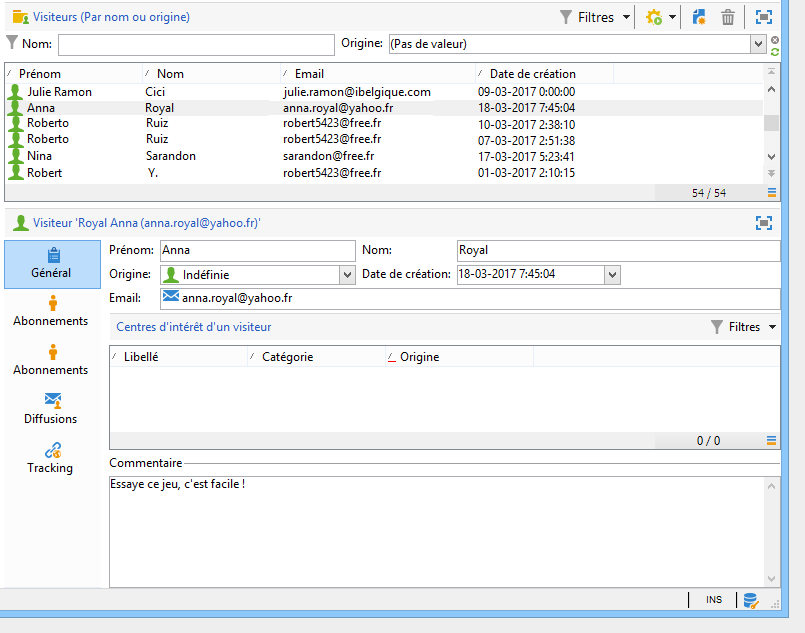 Visiteurs (Par nom ou origine) Filtres
Nom: Origine: (Pas de valeur)
Prénom Nom Email Date de création
Julie Ramon Cici julie.ramon@ibelgique.com 09-03-2017 0:00:00
Anna Royal anna.royal@yahoo.fr 18-03-2017 7:45:04
Roberto Ruiz robert5423@free.fr 10-03-2017 2:38:10
Roberto Ruiz robert5423@free.fr 07-03-2017 2:51:38
Nina Sarandon sarandon@free.fr 17-03-2017 5:23:41
Robert Y. robert5423@free.fr 01-03-2017 2:10:15
54 / 54
Visiteur 'Royal Anna (anna.royal@yahoo.fr)'
Général
Abonnements
Abonnements
Diffusions
Tracking
Prénom: Anna Nom: Royal
Origine: Indéfinie Date de création: 18-03-2017 7:45:04
Email: anna.royal@yahoo.fr
Centres d'intérêt d'un visiteur Filtres
Libellé Catégorie Origine
0 / 0
Commentaire
Essaye ce jeu, c'est facile !
INS